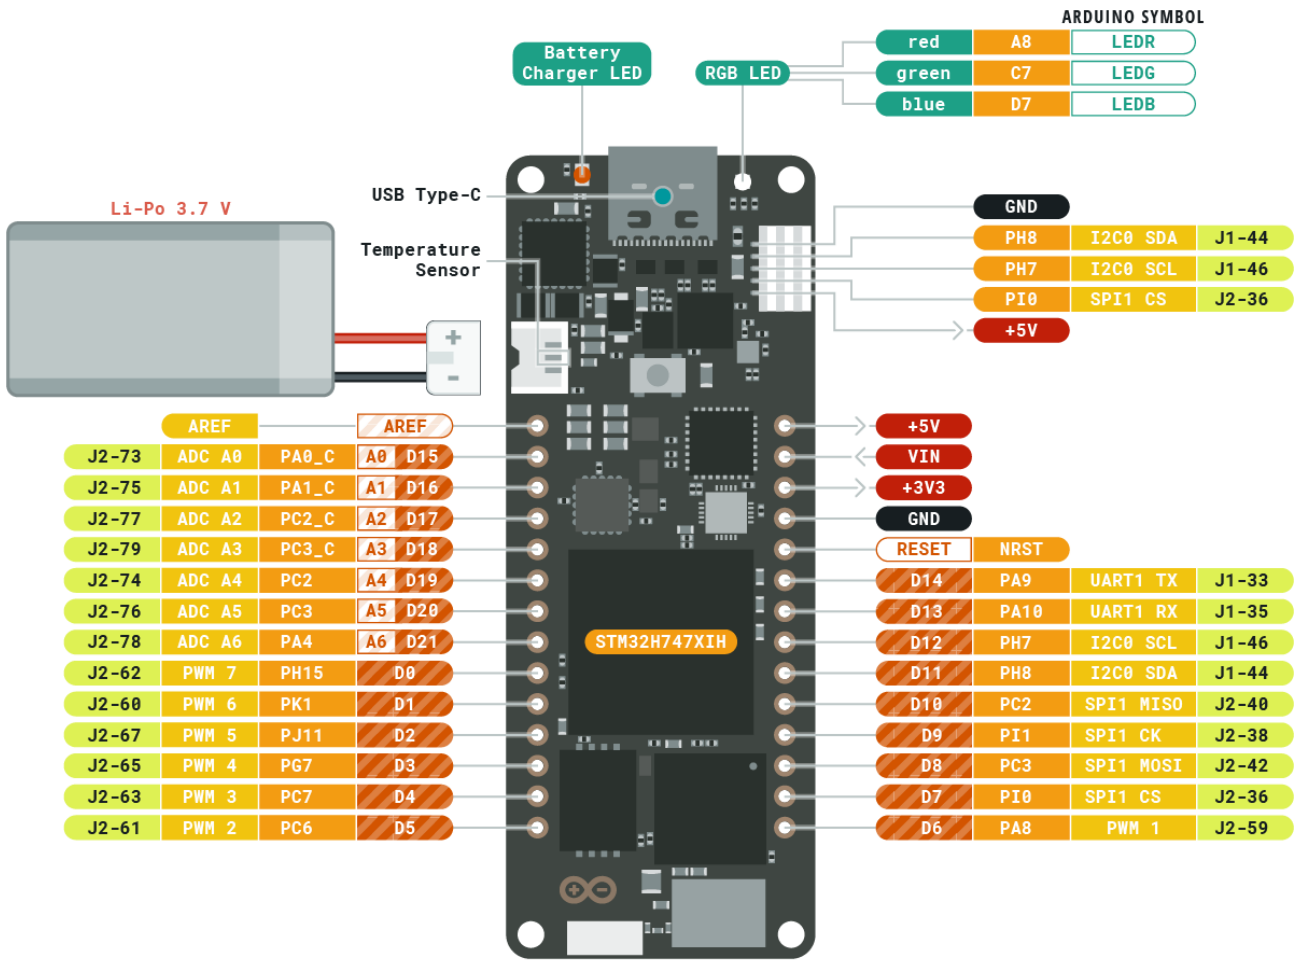 ARDUINO SYMBOL
Battery
Charger LED
RGB LED
red A8 LEDR
green C7 LEDG
blue D7 LEDB
USB Type-C
Li-Po 3.7 V
Temperature
Sensor
GND
PH8 I2C0 SDA J1-44
PH7 I2C0 SCL J1-46
PI0 SPI1 CS J2-36
+5V
+
-
AREF AREF
J2-73 ADC A0 PA0_C A0 D15
J2-75 ADC A1 PA1_C A1 D16
J2-77 ADC A2 PC2_C A2 D17
J2-79 ADC A3 PC3_C A3 D18
J2-74 ADC A4 PC2 A4 D19
J2-76 ADC A5 PC3 A5 D20
J2-78 ADC A6 PA4 A6 D21
J2-62 PWM 7 PH15 D0
J2-60 PWM 6 PK1 D1
J2-67 PWM 5 PJ11 D2
J2-65 PWM 4 PG7 D3
J2-63 PWM 3 PC7 D4
J2-61 PWM 2 PC6 D5
STM32H747XIH
+5V
VIN
+3V3
GND
RESET NRST
D14 PA9 UART1 TX J1-33
D13 PA10 UART1 RX J1-35
D12 PH7 I2C0 SCL J1-46
D11 PH8 I2C0 SDA J1-44
D10 PC2 SPI1 MISO J2-40
D9 PI1 SPI1 CK J2-38
D8 PC3 SPI1 MOSI J2-42
D7 PI0 SPI1 CS J2-36
D6 PA8 PWM 1 J2-59